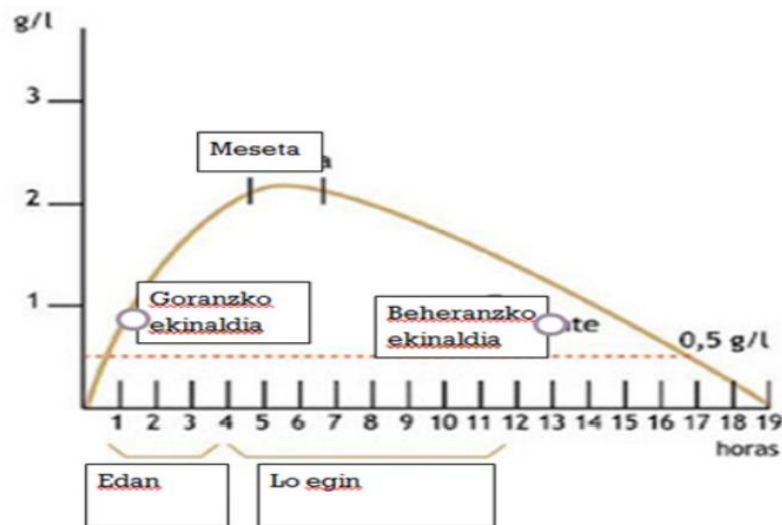 g/l
3
Meseta
2
1
Goranzko
ekinaldia
Beheranzko
ekinaldia
0,5 g/l
1 2 3 4 5 6 7 8 9 10 11 12 13 14 15 16 17 18 19
horas
Edan
Lo egin